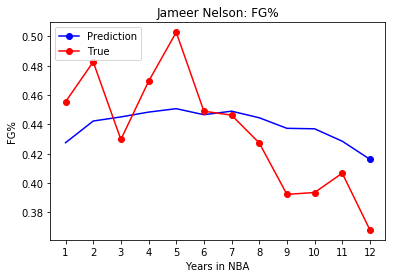 Jameer Nelson: FG%
Prediction
True
FG%
0.50
0.48
0.46
0.44
0.42
0.40
0.38
1 2 3 4 5 6 7 8 9 10 11 12
Years in NBA